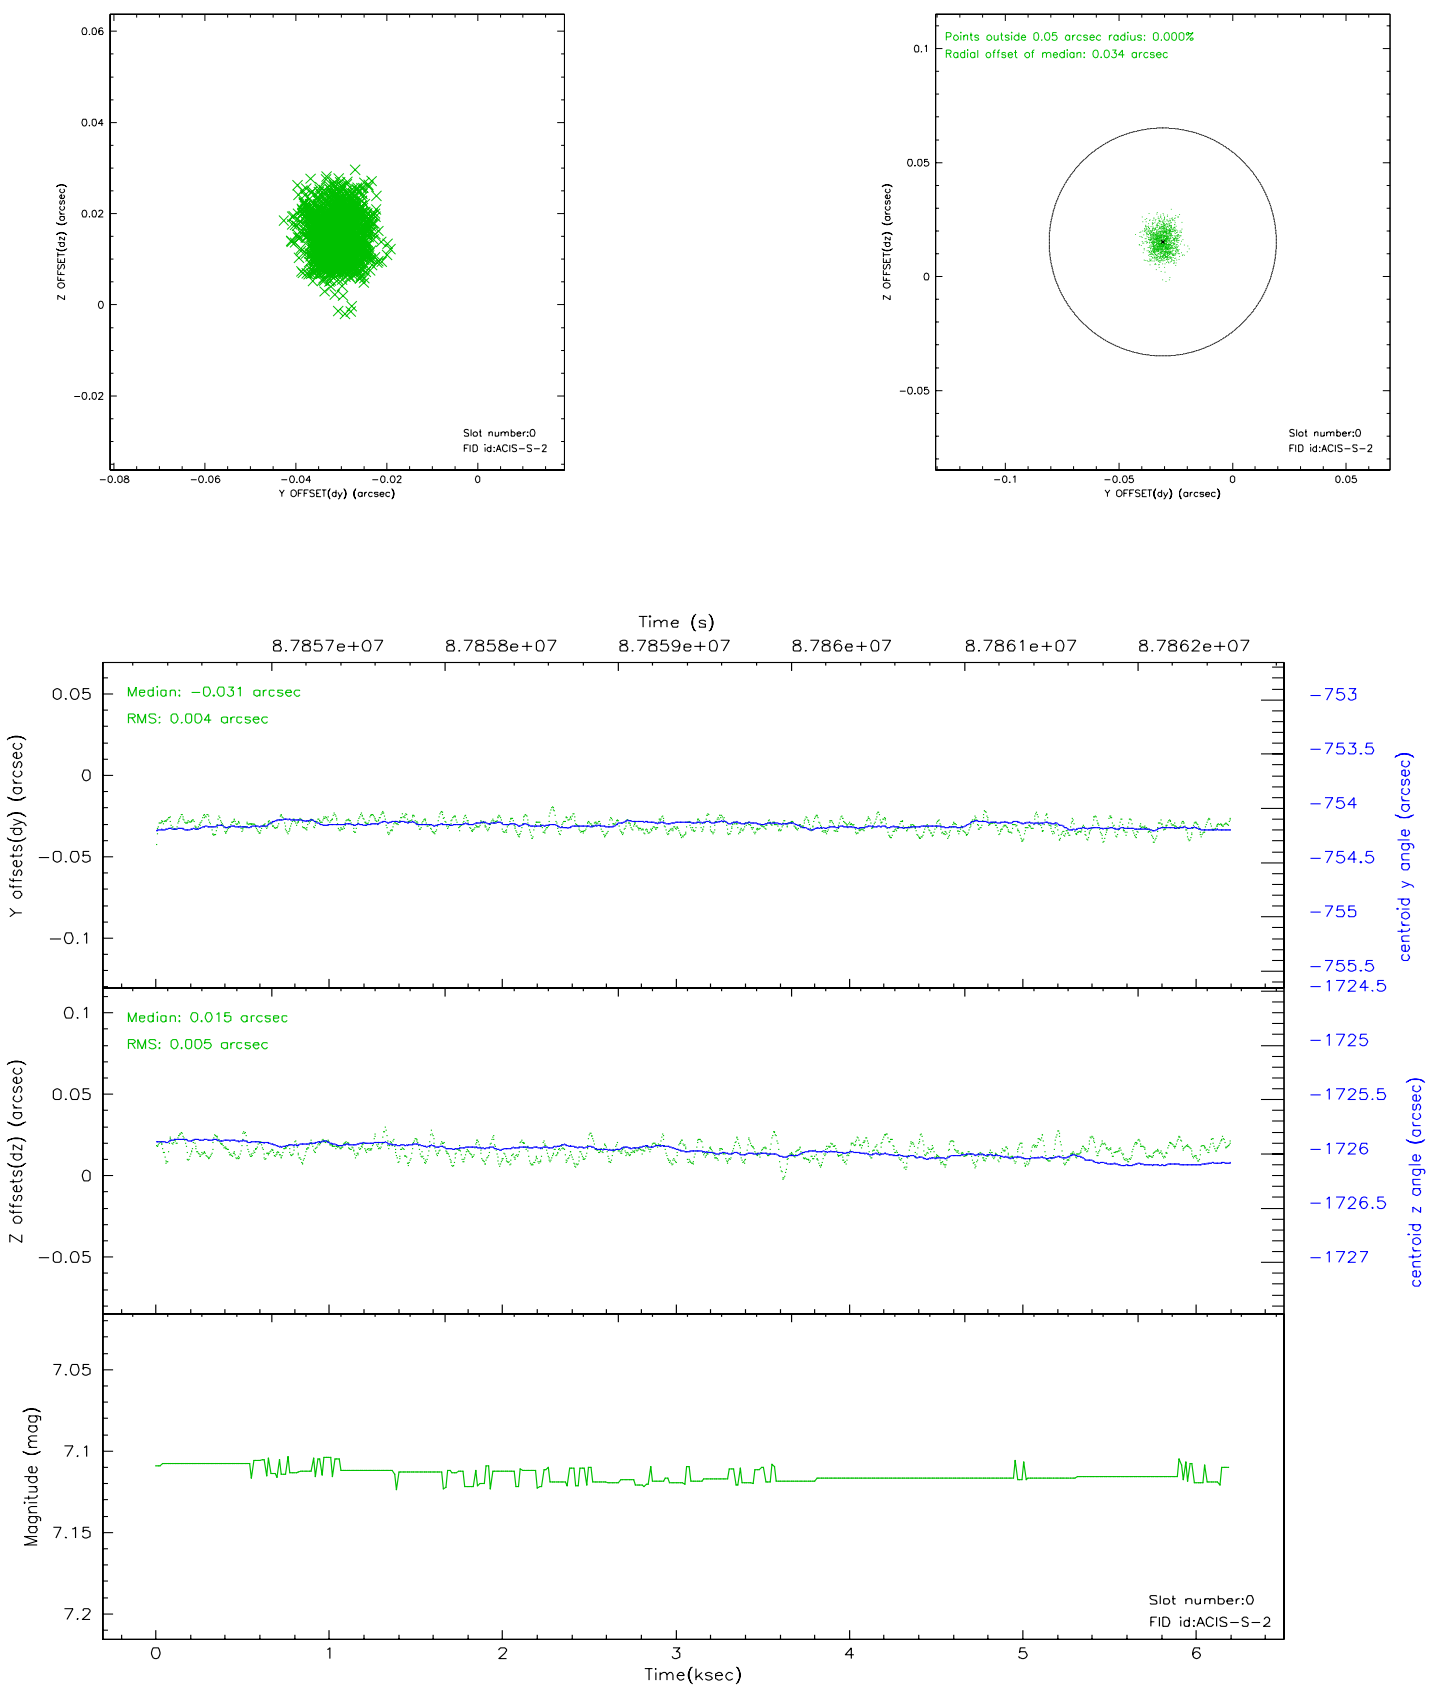 0.06
0.04
0.02
0
-0.02
-0.08
-0.06
-0.04
-0.02
0
Z OFFSET(dz) (arcsec)
Y OFFSET(dy) (arcsec)
Slot number:0
FID id:ACIS-S-2
Points outside 0.05 arcsec radius: 0.000%
Radial offset of median: 0.034 arcsec
0.1
0.05
0
-0.05
-0.1
-0.05
0
0.05
Z OFFSET(dz) (arcsec)
Y OFFSET(dy) (arcsec)
Slot number:0
FID id:ACIS-S-2
Time (s)
8.7857e+07
8.7858e+07
8.7859e+07
8.786e+07
8.7861e+07
8.7862e+07
Median: -0.031 arcsec
RMS: 0.004 arcsec
0.05
0
-0.05
-0.1
Y offsets(dy) (arcsec)
-753
-753.5
-754
-754.5
-755
-755.5
centroid y angle (arcsec)
Median: 0.015 arcsec
RMS: 0.005 arcsec
0.1
0.05
0
-0.05
Z offsets(dz) (arcsec)
-1724.5
-1725
-1725.5
-1726
-1726.5
-1727
centroid z angle (arcsec)
7.05
7.1
7.15
7.2
Magnitude (mag)
Slot number:0
FID id:ACIS-S-2
0
1
2
3
4
5
6
Time(ksec)